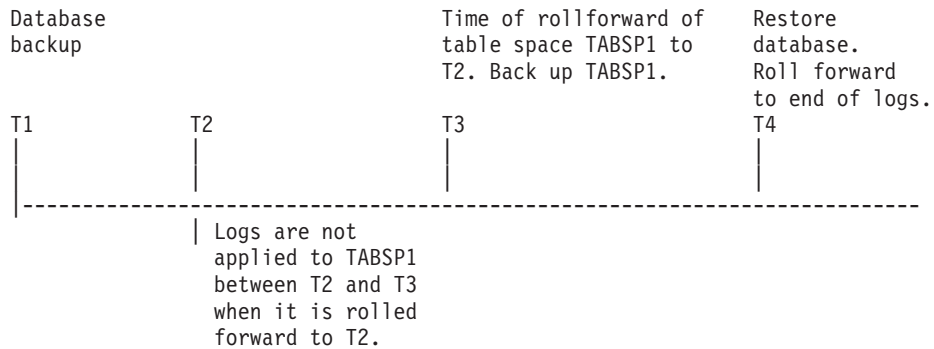 Database
backup
Time of rollforward of
table space TABSP1 to
T2. Back up TABSP1.
Restore
database.
Roll forward
to end of logs.
T1
T2
T3
T4
Logs are not
applied to TABSP1
between T2 and T3
when it is rolled
forward to T2.